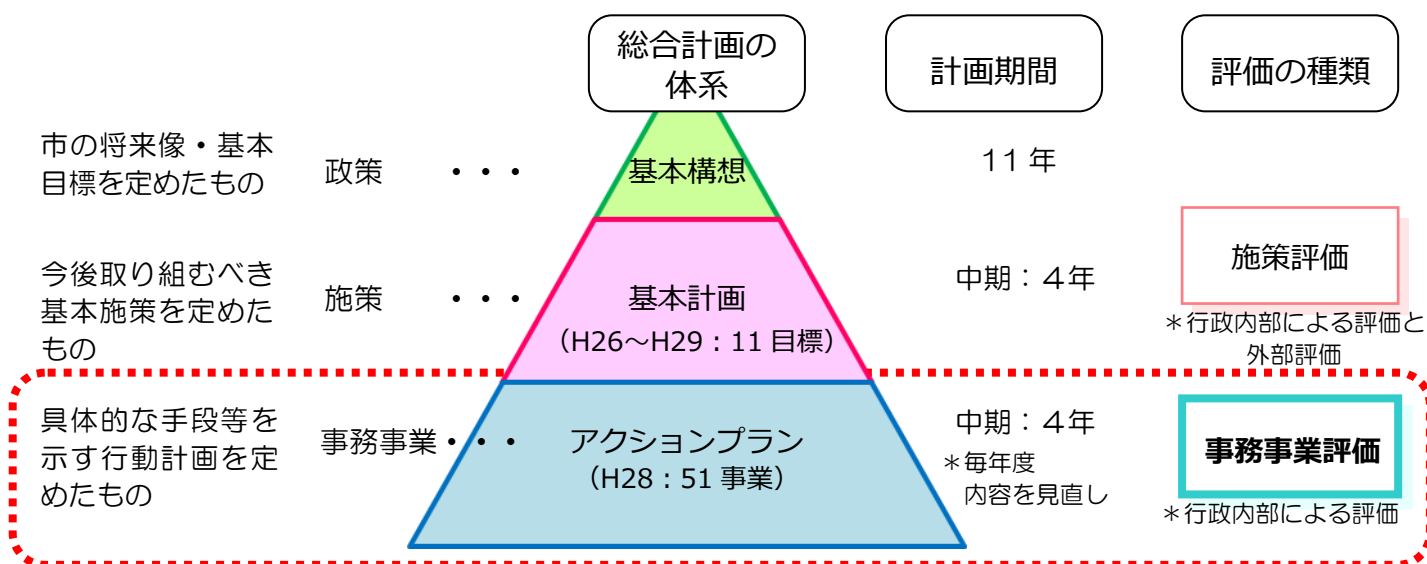 総合計画の
体系
計画期間
評価の種類
市の将来像・基本
目標を定めたもの
政策 ・・・
基本構想
11 年
今後取り組むべき
基本施策を定めた
もの
施策 ・・・
基本計画
（H26～H29：11 目標）
中期：４年
施策評価
＊行政内部による評価と
外部評価
具体的な手段等を
示す行動計画を定
めたもの
事務事業・・・
アクションプラン
（H28：51 事業）
中期：４年
＊毎年度
内容を見直し
事務事業評価
＊行政内部による評価